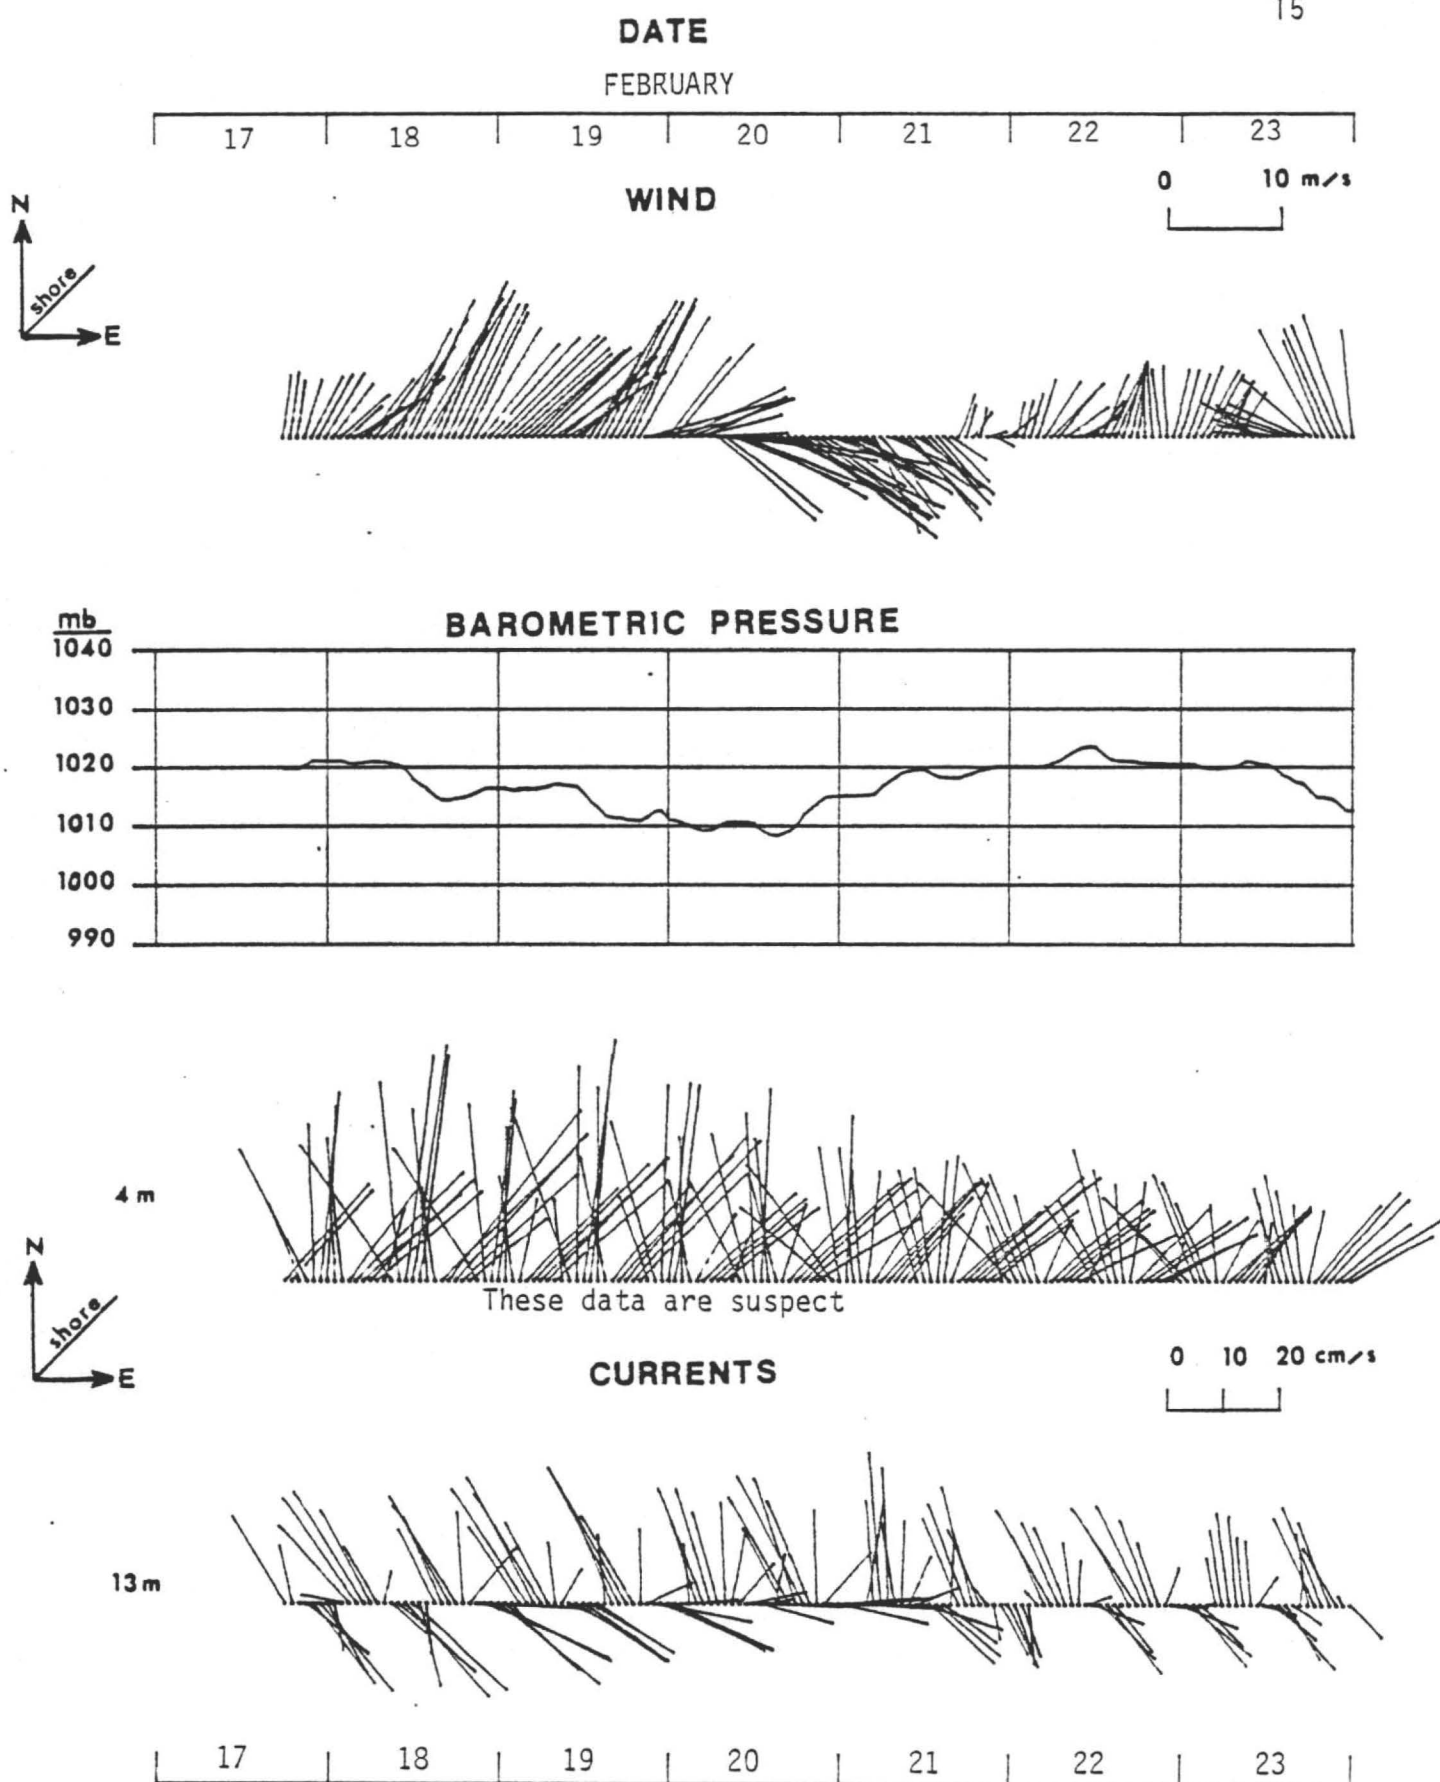 15
DATE
FEBRUARY
17 18 19 20 21 22 23
0 10 m/s
WIND
N
shore
E
mb
BAROMETRIC PRESSURE
1040
1030
1020
1010
1000
990
4 m
N
These data are suspect
shore
0 10 20 cm/s
CURRENTS
E
13 m
17 18 19 20 21 22 23